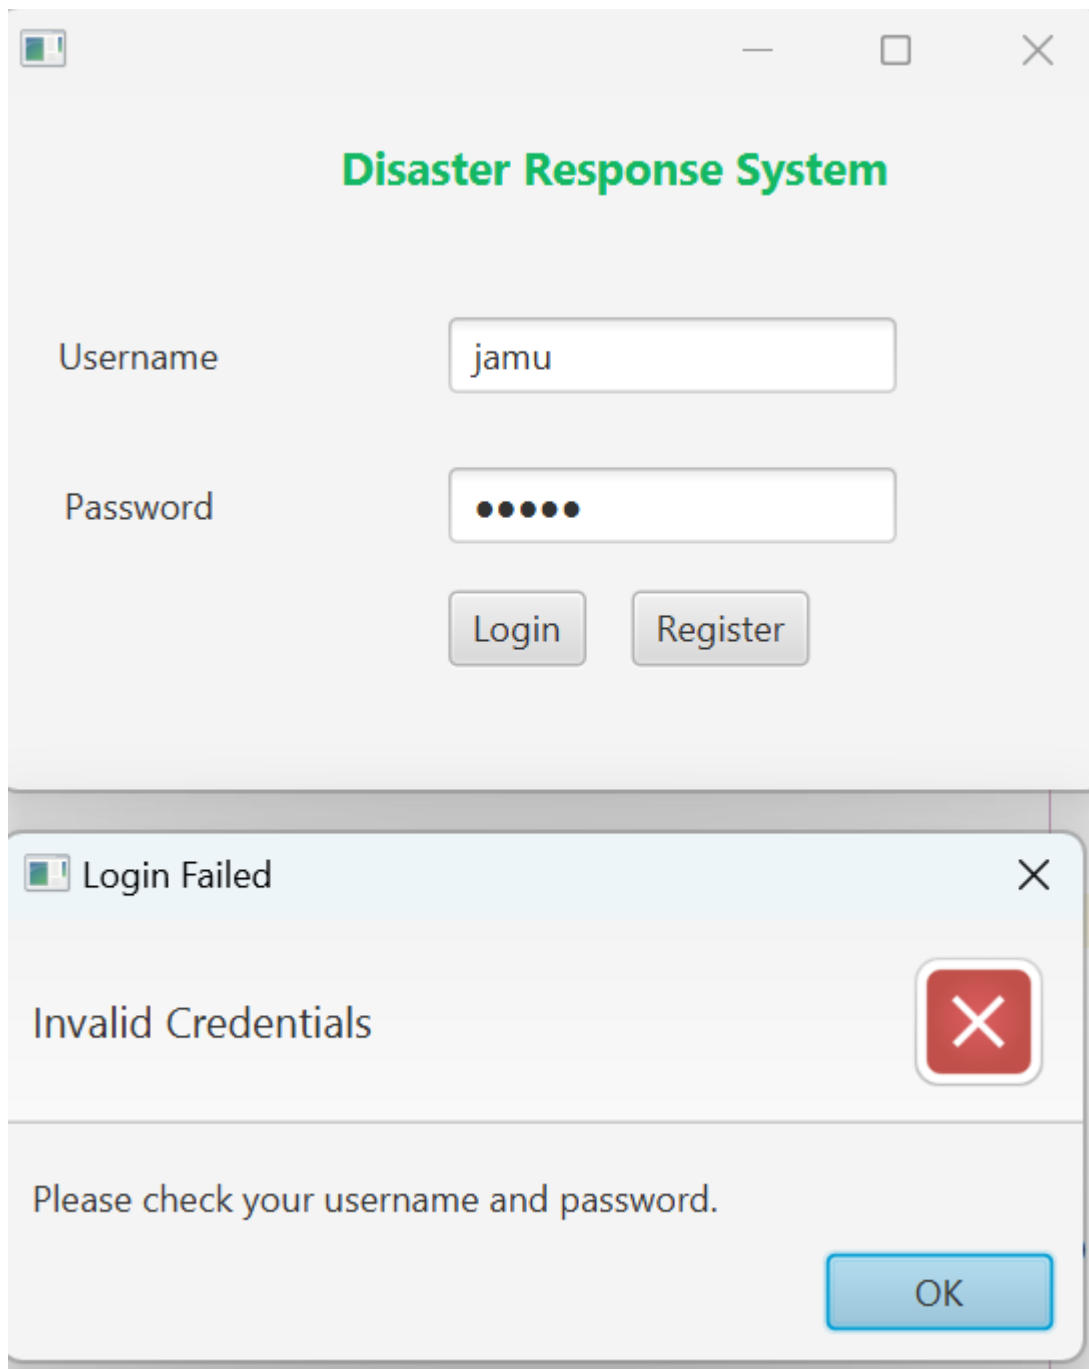 Disaster Response System
Username
jamu
Password
●●●●●
Login
Register
Login Failed
Invalid Credentials
Please check your username and password.
OK